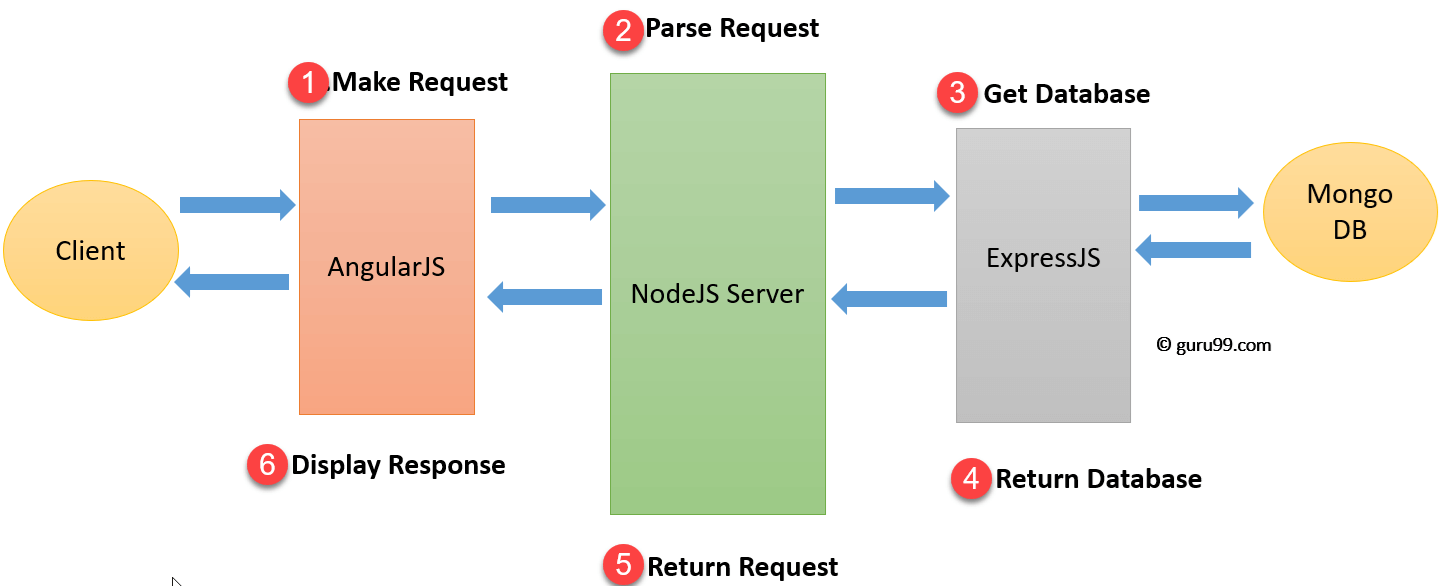 2 Parse Request
1 .Make Request
3 Get Database
Client
AngularJS
NodeJS Server
ExpressJS
Mongo
DB
© guru99.com
6 Display Response
4 Return Database
5 Return Request